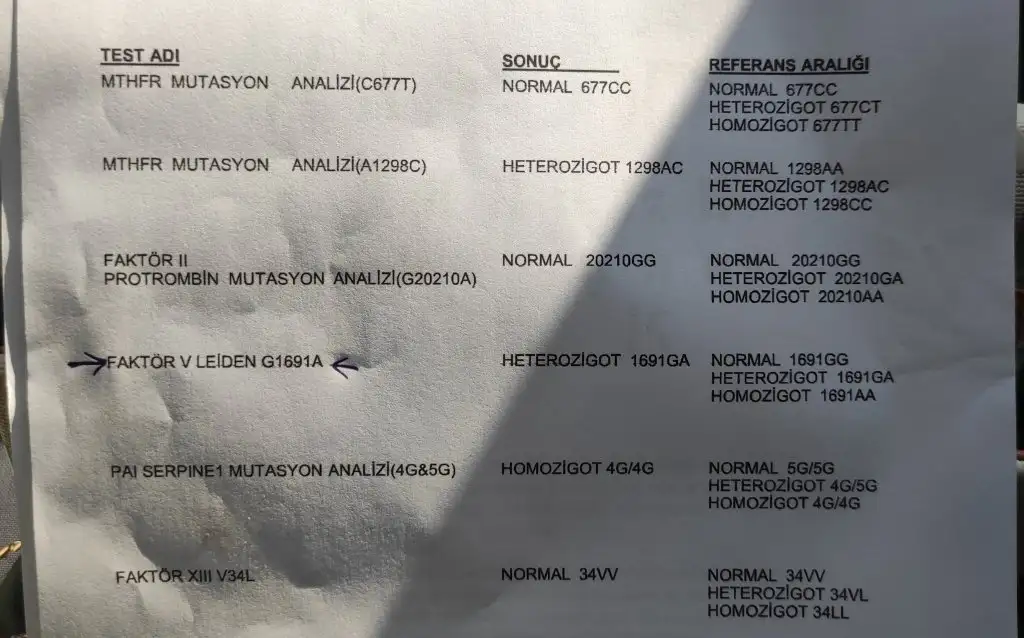 TEST ADI SONUÇ REFERANS ARALIĞI
MTHFR MUTASYON ANALİZİ(C677T) NORMAL 677CC NORMAL 677CC
HETEROZİGOT 677CT
HOMOZİGOT 677TT
MTHFR MUTASYON ANALİZİ(A1298C) HETEROZİGOT 1298AC NORMAL 1298AA
HETEROZİGOT 1298AC
HOMOZİGOT 1298CC
FAKTÖR II NORMAL 20210GG NORMAL 20210GG
PROTROMBİN MUTASYON ANALİZİ(G20210A) HETEROZİGOT 20210GA
HOMOZİGOT 20210AA
FAKTÖR V LEİDEN G1691A HETEROZİGOT 1691GA NORMAL 1691GG
HETEROZİGOT 1691GA
HOMOZİGOT 1691AA
PAI SERPINE1 MUTASYON ANALİZİ(4G&5G) HOMOZİGOT 4G/4G NORMAL 5G/5G
HETEROZİGOT 4G/5G
HOMOZİGOT 4G/4G
FAKTÖR XIII V34L NORMAL 34VV NORMAL 34VV
HETEROZİGOT 34VL
HOMOZİGOT 34LL